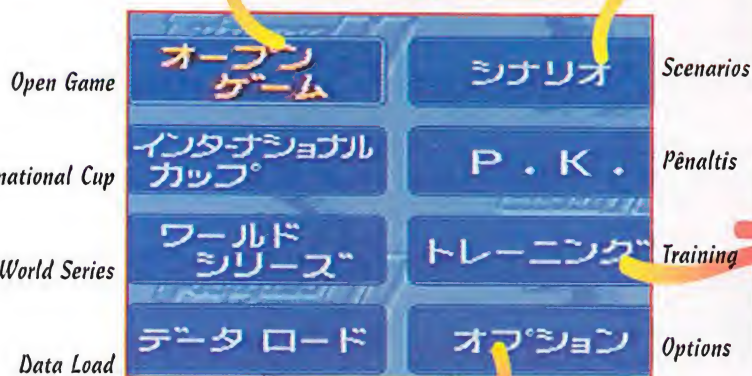 Open Game
オープン
ゲーム
シナリオ
Scenarios
national Cup
インターナショナル
カップ
P.K.
Pênaltis
World Series
ワールド
シリーズ
トレーニング
Training
Data Load
データ ロード
オプション
Options